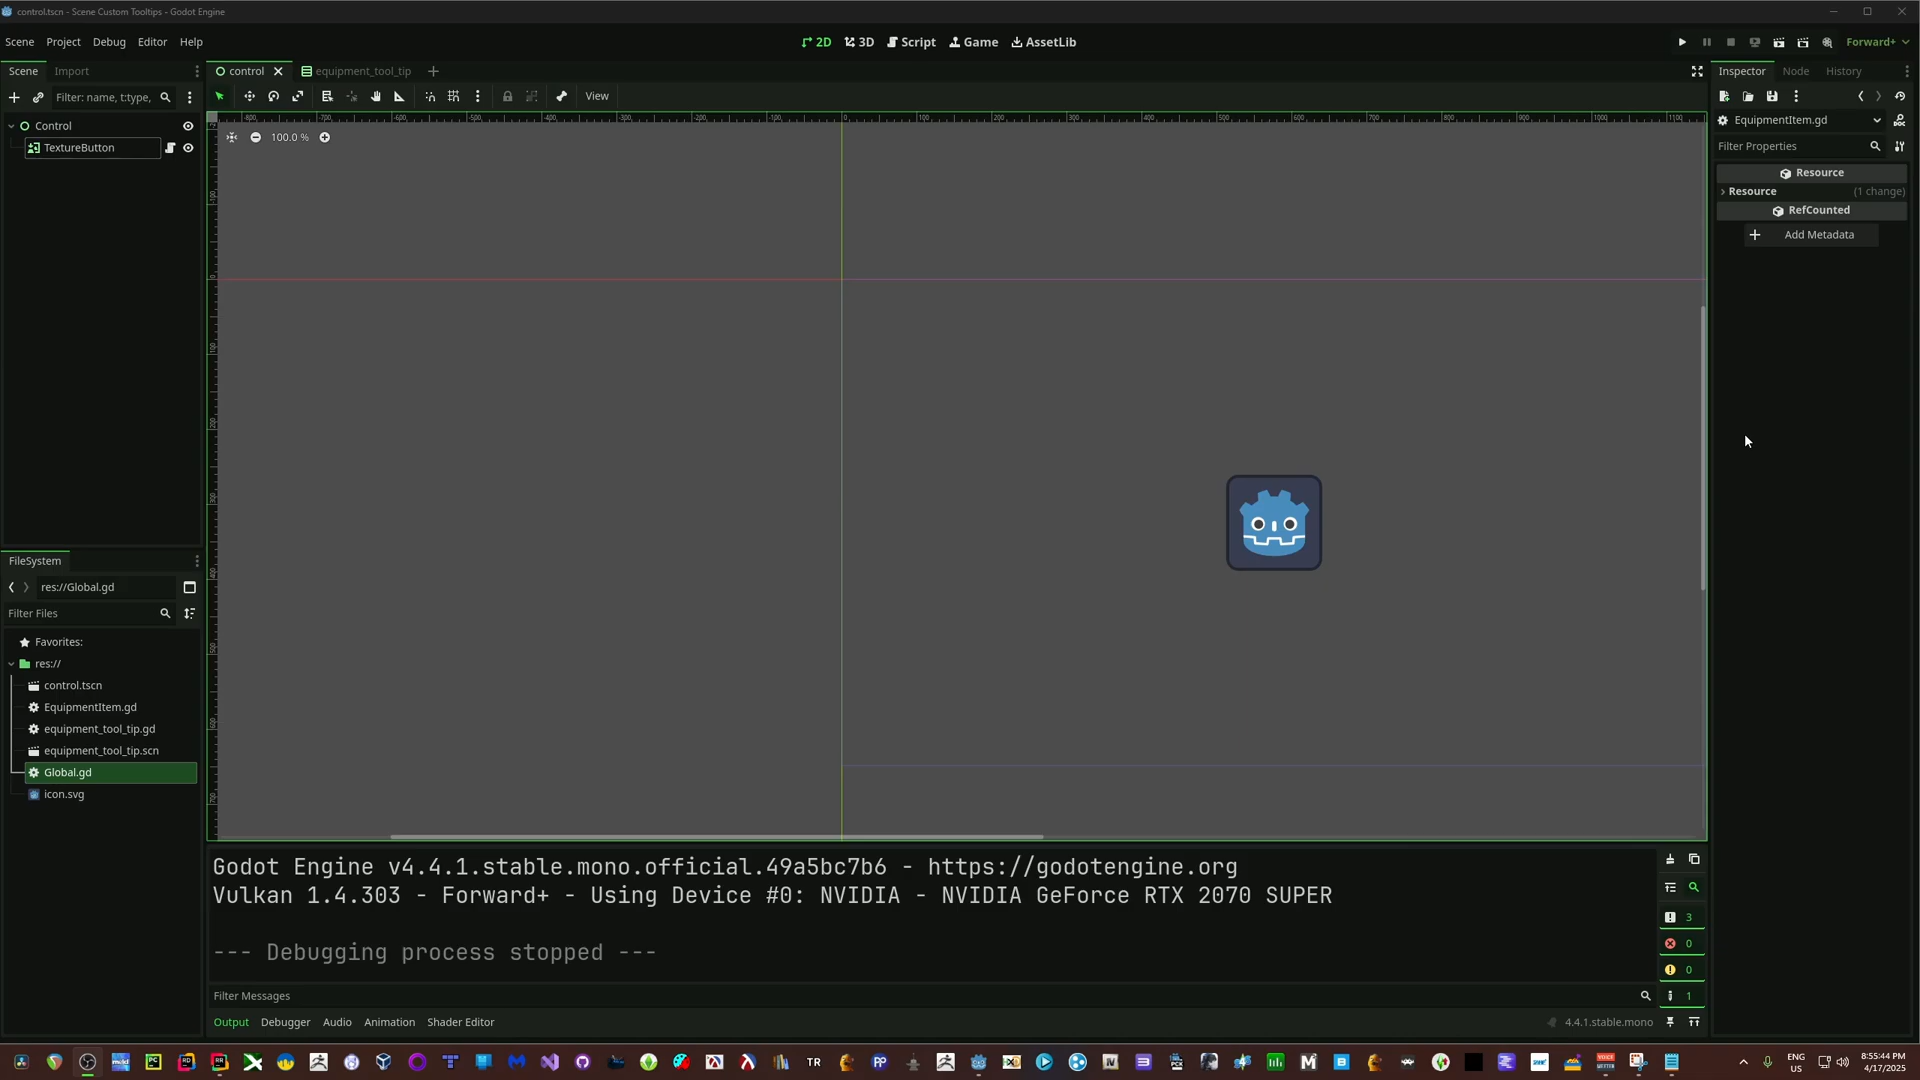 control.tscn - Scene Custom Tooltips - Godot Engine
Scene Project Debug Editor Help
2D 3D Script Game AssetLib
Forward+
Scene Import
control equipment_tool_tip
Inspector Node History
Filter: name, t:type,
View
Control
TextureButton
100.0 %
EquipmentItem.gd
Filter Properties
Resource
Resource (1 change)
RefCounted
Add Metadata
FileSystem
res://Global.gd
Filter Files
Favorites:
res://
control.tscn
EquipmentItem.gd
equipment_tool_tip.gd
equipment_tool_tip.scn
Global.gd
icon.svg
Godot Engine v4.4.1.stable.mono.official.49a5bc7b6 - https://godotengine.org
Vulkan 1.4.303 - Forward+ - Using Device #0: NVIDIA - NVIDIA GeForce RTX 2070 SUPER
--- Debugging process stopped ---
3
0
0
1
Filter Messages
Output Debugger Audio Animation Shader Editor
4.4.1.stable.mono
ENG
US
8:55:44 PM
4/17/2025